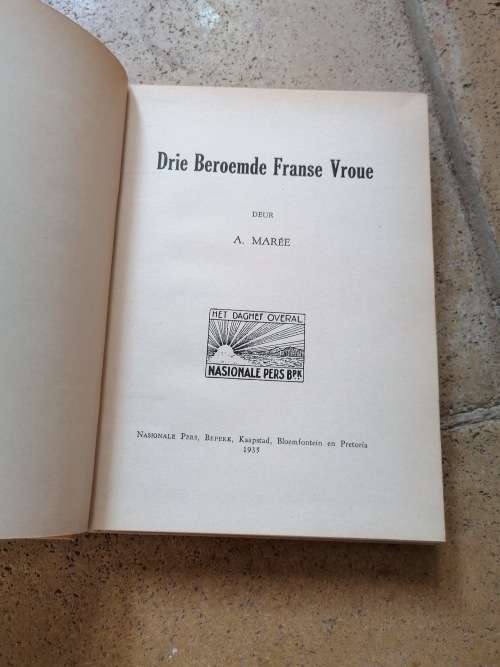 Drie Beroemde Franse Vroue
DEUR
A. MARÉE
HET DAGHET OVERAL
NASIONALE PERS BPK
NASIONALE PERS, BEPERK, Kaapstad, Bloemfontein en Pretoria
1935